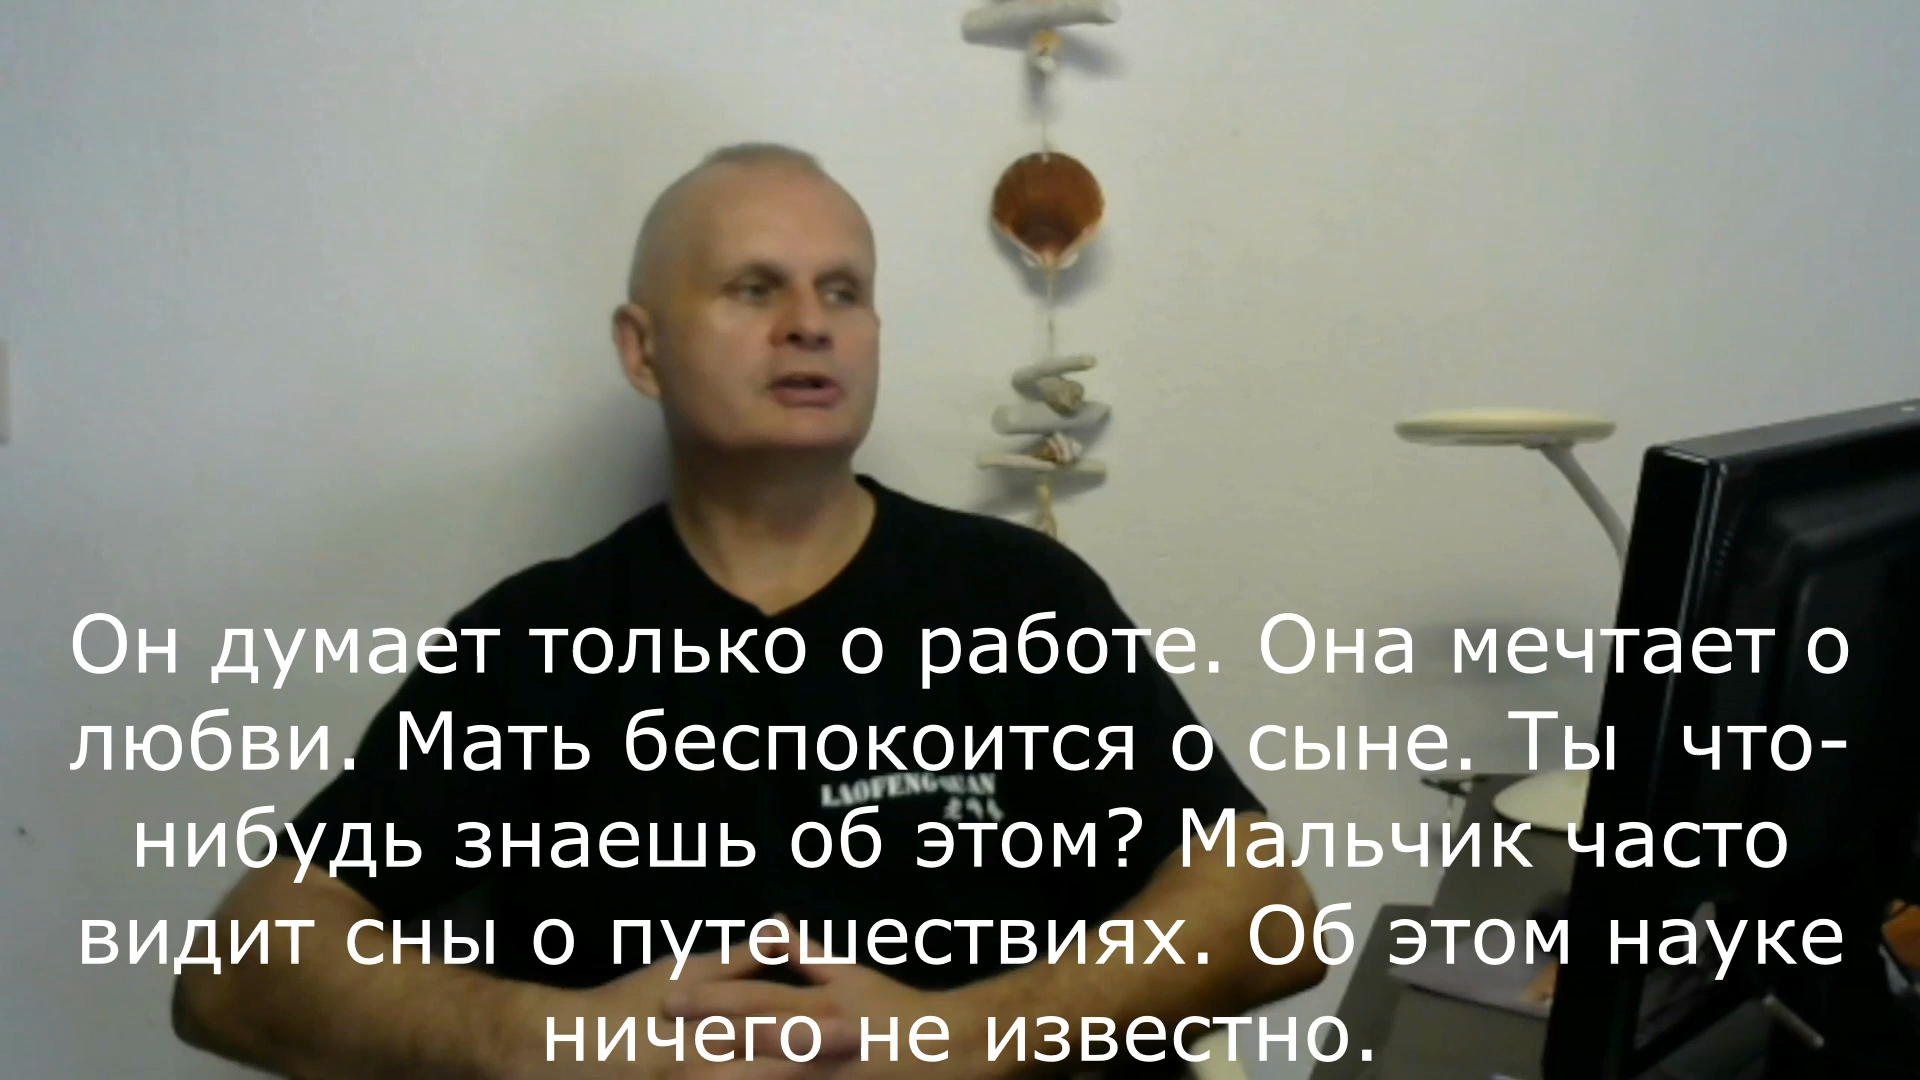 Он думает только о работе. Она мечтает о
любви. Мать беспокоится о сыне. Ты  что-
нибудь знаешь об этом? Мальчик часто
видит сны о путешествиях. Об этом науке
ничего не известно.
LAOFENGQUAN